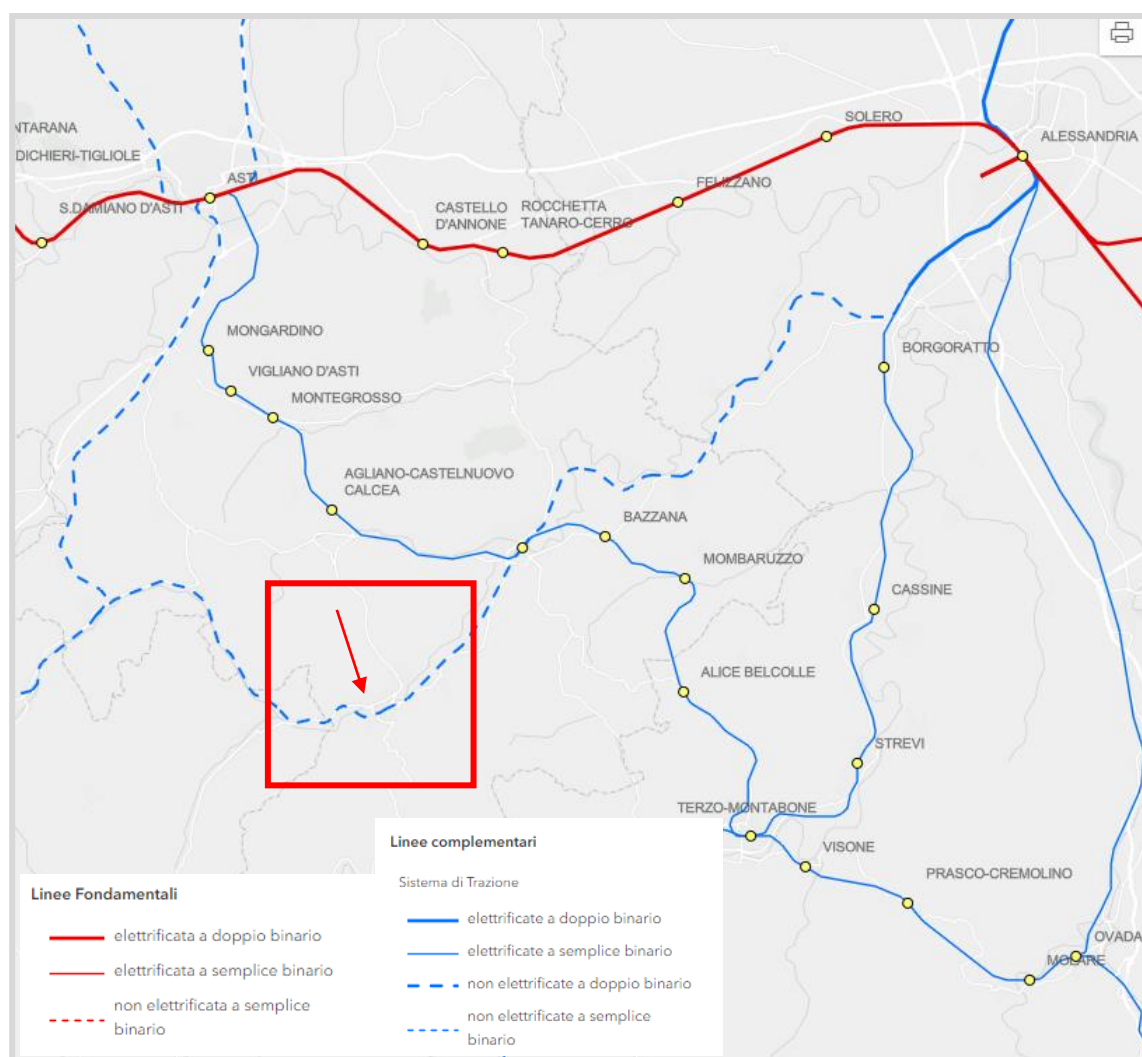 SOLERO
ALESSANDRIA
NTARANA
DICHIERI-TIGLIOLE
ASTI
FELIZZANO
S.DAMIANO D'ASTI
CASTELLO
D'ANNONE
ROCCHETTA
TANARO-CERRO
MONGARDINO
BORGORATTO
VIGLIANO D'ASTI
MONTEGROSSO
AGLIANO-CASTELNUOVO
CALCEA
BAZZANA
MOMBARUZZO
CASSINE
ALICE BELCOLLE
STREVI
TERZO-MONTABONE
VISONE
PRASCO-CREMOLINO
OVADA
MOLARE
Linee Fondamentali
elettrificata a doppio binario
elettrificata a semplice binario
non elettrificata a semplice
binario
Linee complementari
Sistema di Trazione
elettrificate a doppio binario
elettrificate a semplice binario
non elettrificate a doppio binario
non elettrificate a semplice
binario